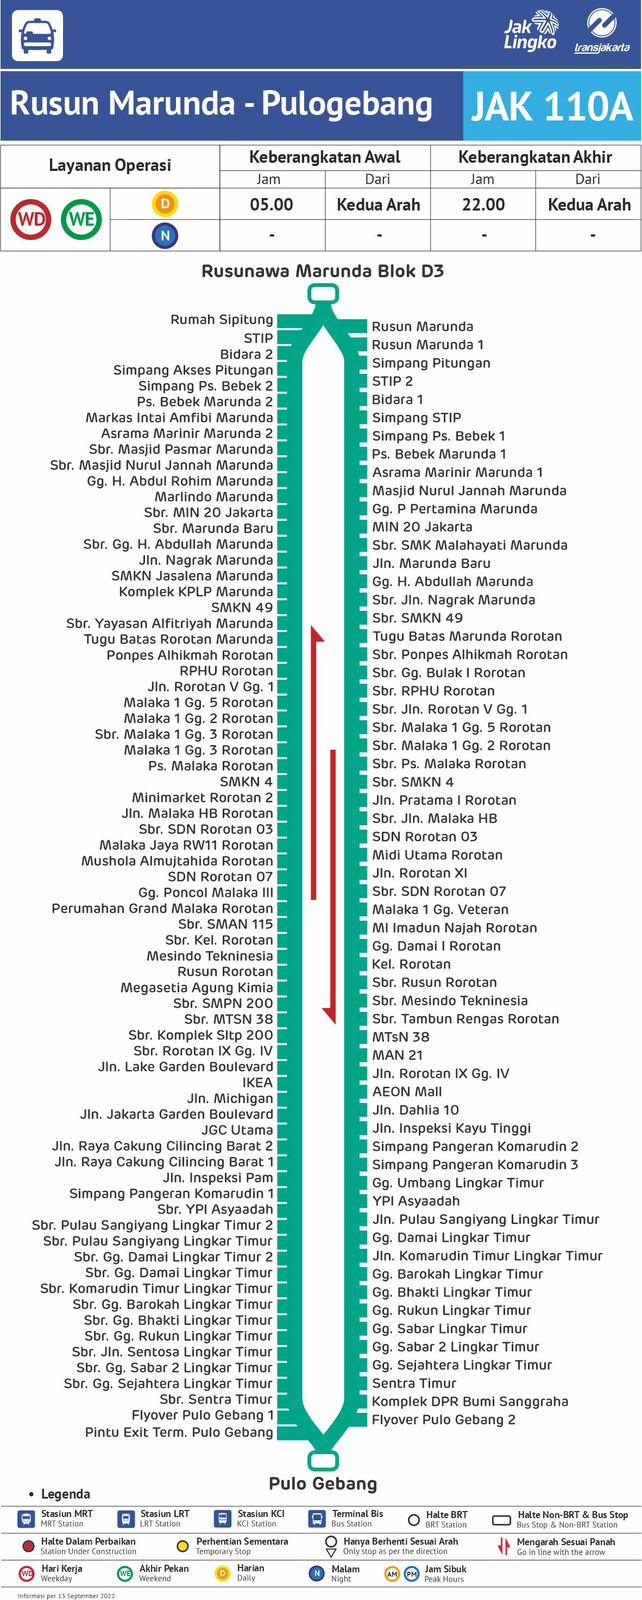 Jak
Lingko
transjakarta
Rusun Marunda - Pulogebang
JAK 110A
Layanan Operasi
Keberangkatan Awal
Keberangkatan Akhir
Jam
Dari
Jam
Dari
WD
WE
D
05.00
Kedua Arah
22.00
Kedua Arah
N
-
-
-
-
Rusunawa Marunda Blok D3
Rumah Sipitung
STIP
Bidara 2
Simpang Akses Pitungan
Simpang Ps. Bebek 2
Ps. Bebek Marunda 2
Markas Intai Amfibi Marunda
Asrama Marinir Marunda 2
Sbr. Masjid Pasmar Marunda
Sbr. Masjid Nurul Jannah Marunda
Gg. H. Abdul Rohim Marunda
Marlindo Marunda
Sbr. MIN 20 Jakarta
Sbr. Marunda Baru
Sbr. Gg. H. Abdullah Marunda
Jln. Nagrak Marunda
SMKN Jasalena Marunda
Komplek KPLP Marunda
SMKN 49
Sbr. Yayasan Alfitriyah Marunda
Tugu Batas Rorotan Marunda
Ponpes Alhikmah Rorotan
RPHU Rorotan
Jln. Rorotan V Gg. 1
Malaka 1 Gg. 5 Rorotan
Malaka 1 Gg. 2 Rorotan
Sbr. Malaka 1 Gg. 3 Rorotan
Malaka 1 Gg. 3 Rorotan
Ps. Malaka Rorotan
SMKN 4
Minimarket Rorotan 2
Jln. Malaka HB Rorotan
Sbr. SDN Rorotan 03
Malaka Jaya RW11 Rorotan
Mushola Almujtahida Rorotan
SDN Rorotan 07
Gg. Poncol Malaka III
Perumahan Grand Malaka Rorotan
Sbr. SMAN 115
Sbr. Kel. Rorotan
Mesindo Tekninesia
Rusun Rorotan
Megasetia Agung Kimia
Sbr. SMPN 200
Sbr. MTSN 38
Sbr. Komplek Sltp 200
Sbr. Rorotan IX Gg. IV
Jln. Lake Garden Boulevard
IKEA
Jln. Michigan
Jln. Jakarta Garden Boulevard
JGC Utama
Jln. Raya Cakung Cilincing Barat 2
Jln. Raya Cakung Cilincing Barat 1
Jln. Inspeksi Pam
Simpang Pangeran Komarudin 1
Sbr. YPI Asyaadah
Sbr. Pulau Sangiyang Lingkar Timur 2
Sbr. Pulau Sangiyang Lingkar Timur
Sbr. Gg. Damai Lingkar Timur 2
Sbr. Gg. Damai Lingkar Timur
Sbr. Komarudin Timur Lingkar Timur
Sbr. Gg. Barokah Lingkar Timur
Sbr. Gg. Bhakti Lingkar Timur
Sbr. Gg. Rukun Lingkar Timur
Sbr. Jln. Sentosa Lingkar Timur
Sbr. Gg. Sabar 2 Lingkar Timur
Sbr. Gg. Sejahtera Lingkar Timur
Sbr. Sentra Timur
Flyover Pulo Gebang 1
Pintu Exit Term. Pulo Gebang
Rusun Marunda
Rusun Marunda 1
Simpang Pitungan
STIP 2
Bidara 1
Simpang STIP
Simpang Ps. Bebek 1
Ps. Bebek Marunda 1
Asrama Marinir Marunda 1
Masjid Nurul Jannah Marunda
Gg. P Pertamina Marunda
MIN 20 Jakarta
Sbr. SMK Malahayati Marunda
Jln. Marunda Baru
Gg. H. Abdullah Marunda
Sbr. Jln. Nagrak Marunda
Sbr. SMKN 49
Tugu Batas Marunda Rorotan
Sbr. Ponpes Alhikmah Rorotan
Sbr. Gg. Bulak I Rorotan
Sbr. RPHU Rorotan
Sbr. Jln. Rorotan V Gg. 1
Sbr. Malaka 1 Gg. 5 Rorotan
Sbr. Malaka 1 Gg. 2 Rorotan
Sbr. Ps. Malaka Rorotan
Sbr. SMKN 4
Jln. Pratama I Rorotan
Sbr. Jln. Malaka HB
SDN Rorotan 03
Midi Utama Rorotan
Jln. Rorotan XI
Sbr. SDN Rorotan 07
Malaka 1 Gg. Veteran
MI Imadun Najah Rorotan
Gg. Damai I Rorotan
Kel. Rorotan
Sbr. Rusun Rorotan
Sbr. Mesindo Tekninesia
Sbr. Tambun Rengas Rorotan
MTsN 38
MAN 21
Jln. Rorotan IX Gg. IV
AEON Mall
Jln. Dahlia 10
Jln. Inspeksi Kayu Tinggi
Simpang Pangeran Komarudin 2
Simpang Pangeran Komarudin 3
Gg. Umbang Lingkar Timur
YPI Asyaadah
Jln. Pulau Sangiyang Lingkar Timur
Gg. Damai Lingkar Timur
Jln. Komarudin Timur Lingkar Timur
Gg. Barokah Lingkar Timur
Gg. Bhakti Lingkar Timur
Gg. Rukun Lingkar Timur
Gg. Sabar Lingkar Timur
Gg. Sabar 2 Lingkar Timur
Gg. Sejahtera Lingkar Timur
Sentra Timur
Komplek DPR Bumi Sanggraha
Flyover Pulo Gebang 2
Pulo Gebang
• Legenda
Stasiun MRT
MRT Station
Stasiun LRT
LRT Station
Stasiun KCI
KCI Station
Terminal Bis
Bus Station
Halte BRT
BRT Station
Halte Non-BRT & Bus Stop
Bus Stop & Non-BRT Station
Halte Dalam Perbaikan
Station Under Construction
Perhentian Sementara
Temporary Stop
Hanya Berhenti Sesuai Arah
Only stop as per the direction
Mengarah Sesuai Panah
Go in line with the arrow
WD
Hari Kerja
Weekday
WE
Akhir Pekan
Weekend
D
Harian
Daily
N
Malam
Night
AM
PM
Jam Sibuk
Peak Hours
Informasi per 13 September 2022